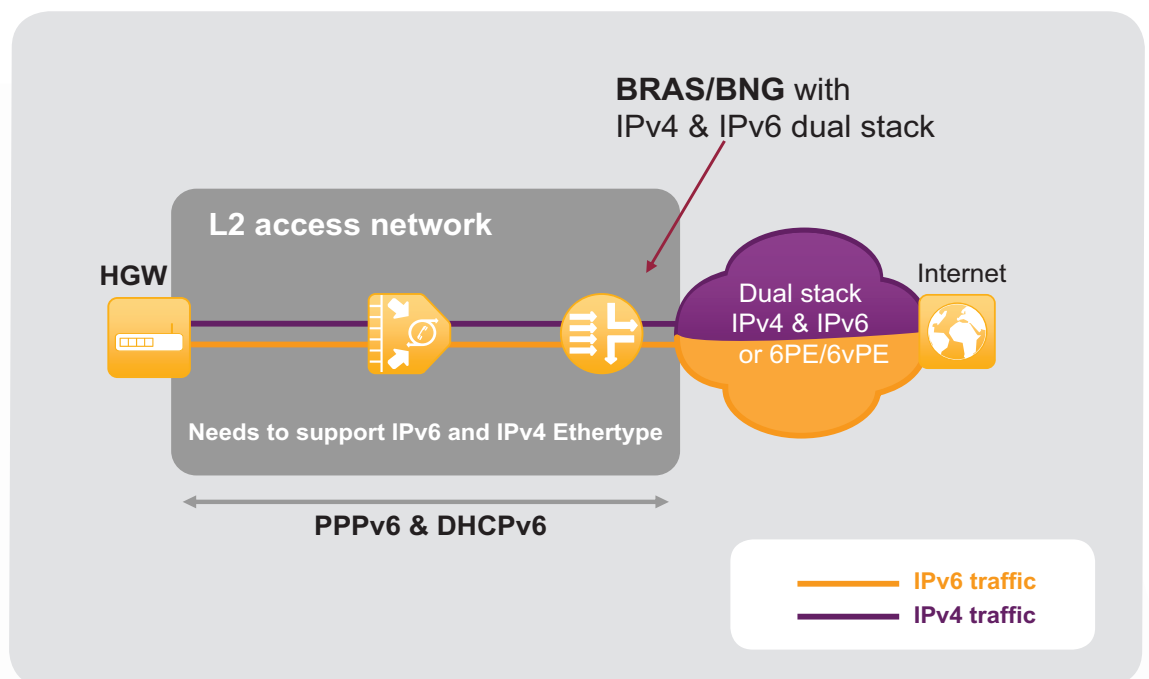 BRAS/BNG with
IPv4 & IPv6 dual stack
L2 access network
HGW
Internet
Dual stack
IPv4 & IPv6
or 6PE/6vPE
Needs to support IPv6 and IPv4 Ethertype
PPPv6 & DHCPv6
IPv6 traffic
IPv4 traffic